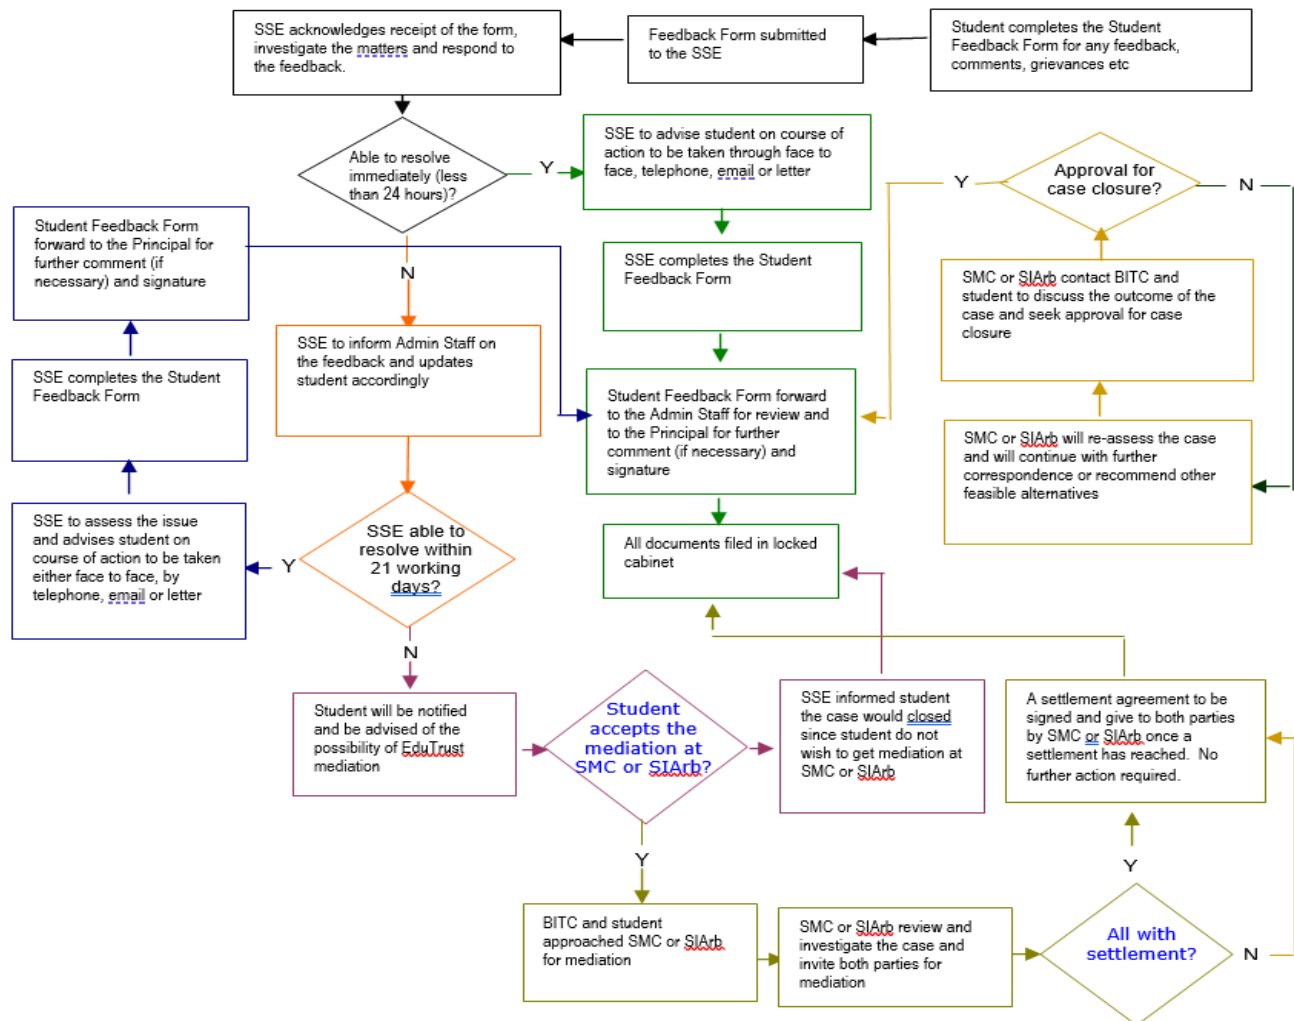 SSE acknowledges receipt of the form,
investigate the matters and respond to
the feedback.
Feedback Form submitted
to the SSE
Student completes the Student
Feedback Form for any feedback,
comments, grievances etc
Able to resolve
immediately (less
than 24 hours)?
Y
SSE to advise student on course of
action to be taken through face to
face, telephone, email or letter
Y
Approval for
case closure?
N
Student Feedback Form
forward to the Principal for
further comment (if
necessary) and signature
N
SSE completes the Student
Feedback Form
SMC or SIArb contact BITC and
student to discuss the outcome of the
case and seek approval for case
closure
SSE to inform Admin Staff on
the feedback and updates
student accordingly
SSE completes the Student
Feedback Form
Student Feedback Form forward
to the Admin Staff for review and
to the Principal for further
comment (if necessary) and
signature
SMC or SIArb will re-assess the case
and will continue with further
correspondence or recommend other
feasible alternatives
SSE to assess the issue
and advises student on
course of action to be taken
either face to face, by
telephone, email or letter
Y
SSE able to
resolve within
21 working
days?
All documents filed in locked
cabinet
N
Student will be notified
and be advised of the
possibility of EduTrust
mediation
Student
accepts the
mediation at
SMC or SIArb?
SSE informed student
the case would closed
since student do not
wish to get mediation at
SMC or SIArb
A settlement agreement to be
signed and give to both parties
by SMC or SIArb once a
settlement has reached.  No
further action required.
Y
Y
BITC and student
approached SMC or SIArb
for mediation
SMC or SIArb review and
investigate the case and
invite both parties for
mediation
All with
settlement?
N